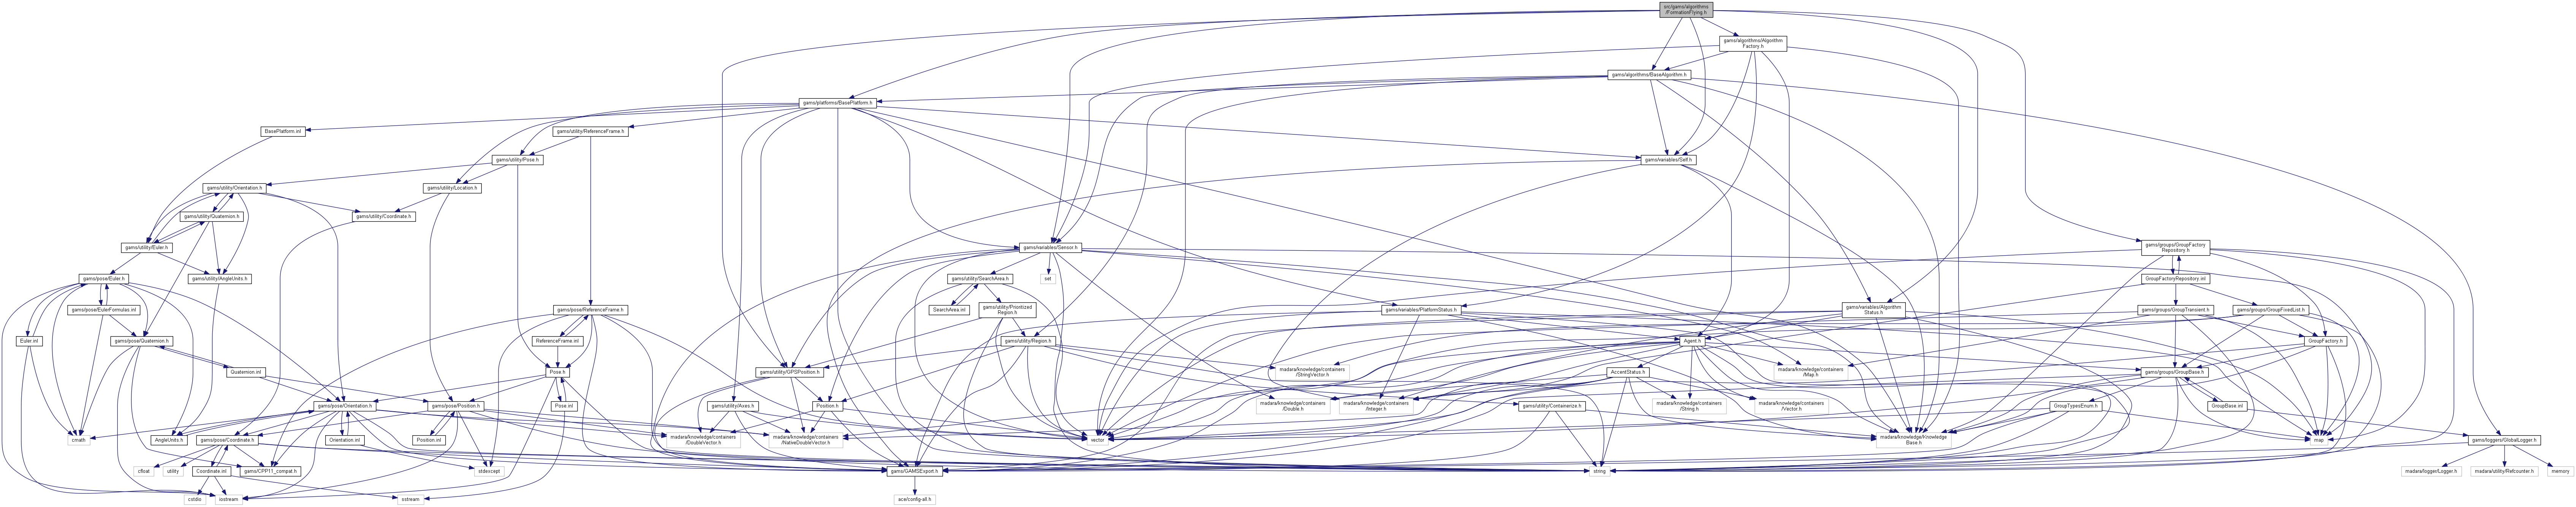 src/gams/algorithms
/FormationFlying.h
gams/algorithms/Algorithm
Factory.h
gams/algorithms/BaseAlgorithm.h
gams/platforms/BasePlatform.h
BasePlatform.inl
gams/utility/ReferenceFrame.h
gams/utility/Pose.h
gams/variables/Self.h
gams/utility/Orientation.h
gams/utility/Location.h
gams/utility/Quaternion.h
gams/utility/Coordinate.h
gams/utility/Euler.h
gams/variables/Sensor.h
gams/groups/GroupFactory
Repository.h
gams/pose/Euler.h
gams/utility/AngleUnits.h
gams/utility/SearchArea.h
set
GroupFactoryRepository.inl
gams/pose/EulerFormulas.inl
gams/pose/ReferenceFrame.h
SearchArea.inl
gams/utility/Prioritized
Region.h
gams/variables/PlatformStatus.h
gams/variables/Algorithm
Status.h
gams/groups/GroupTransient.h
gams/groups/GroupFixedList.h
Euler.inl
gams/pose/Quaternion.h
ReferenceFrame.inl
gams/utility/Region.h
Agent.h
GroupFactory.h
Quaternion.inl
Pose.h
gams/utility/GPSPosition.h
madara/knowledge/containers
/StringVector.h
AccentStatus.h
madara/knowledge/containers
/Map.h
gams/groups/GroupBase.h
gams/pose/Orientation.h
gams/pose/Position.h
Pose.inl
gams/utility/Axes.h
Position.h
madara/knowledge/containers
/Double.h
madara/knowledge/containers
/Integer.h
gams/utility/Containerize.h
madara/knowledge/containers
/String.h
madara/knowledge/containers
/Vector.h
GroupTypesEnum.h
GroupBase.inl
cmath
AngleUnits.h
gams/pose/Coordinate.h
Orientation.inl
Position.inl
madara/knowledge/containers
/DoubleVector.h
madara/knowledge/containers
/NativeDoubleVector.h
vector
madara/knowledge/Knowledge
Base.h
map
gams/loggers/GlobalLogger.h
cfloat
utility
Coordinate.inl
gams/CPP11_compat.h
stdexcept
gams/GAMSExport.h
string
madara/logger/Logger.h
madara/utility/Refcounter.h
memory
cstdio
iostream
sstream
ace/config-all.h